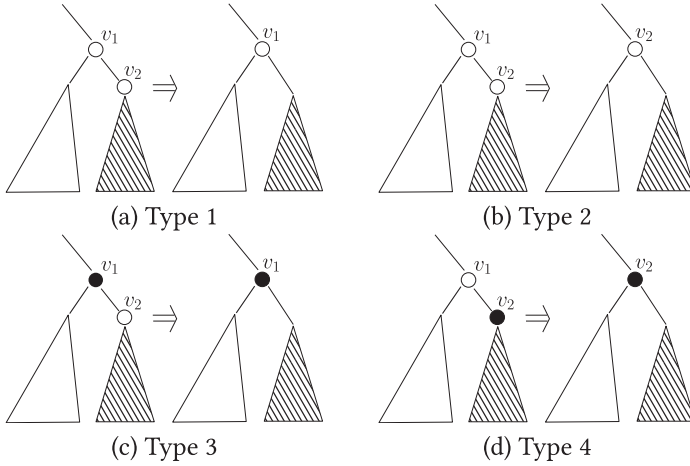 v₁ v₁ v₁ v₂
v₂ ⇒ v₂ ⇒
(a) Type 1 (b) Type 2
v₁ v₁ v₁ v₂
v₂ ⇒ v₂ ⇒
(c) Type 3 (d) Type 4